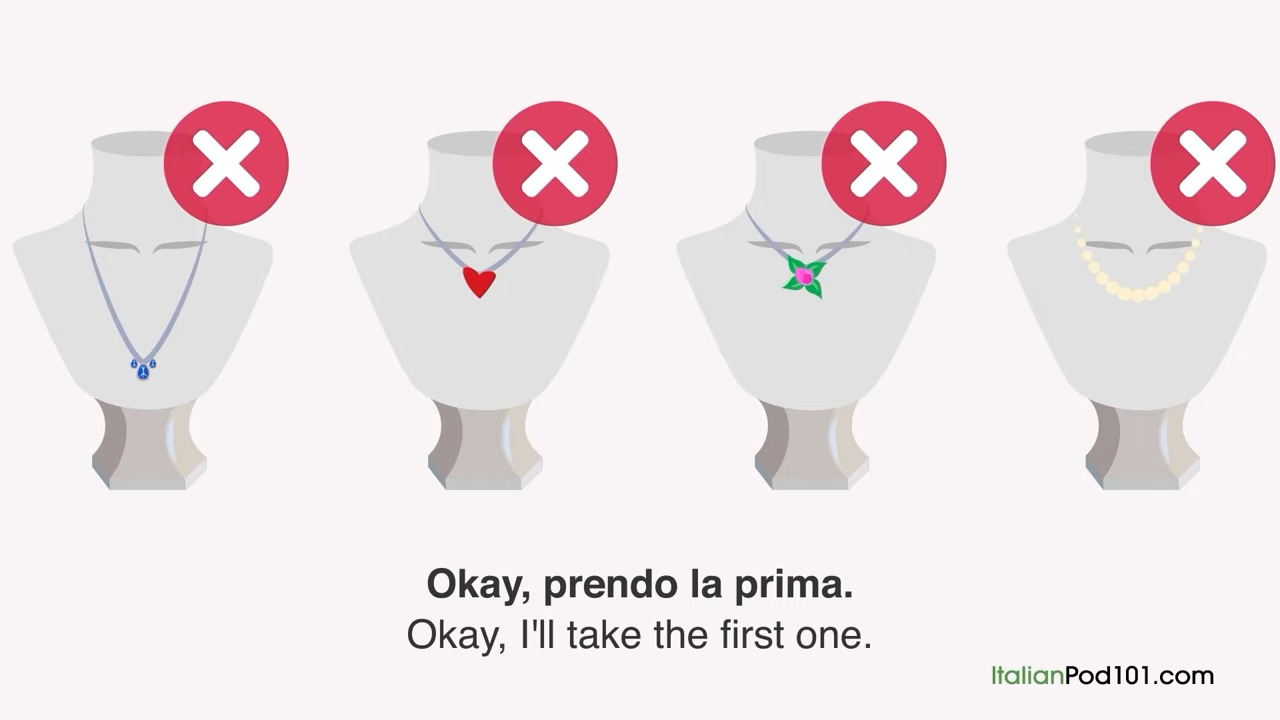 Okay, prendo la prima.
Okay, I'll take the first one.
ItalianPod101.com